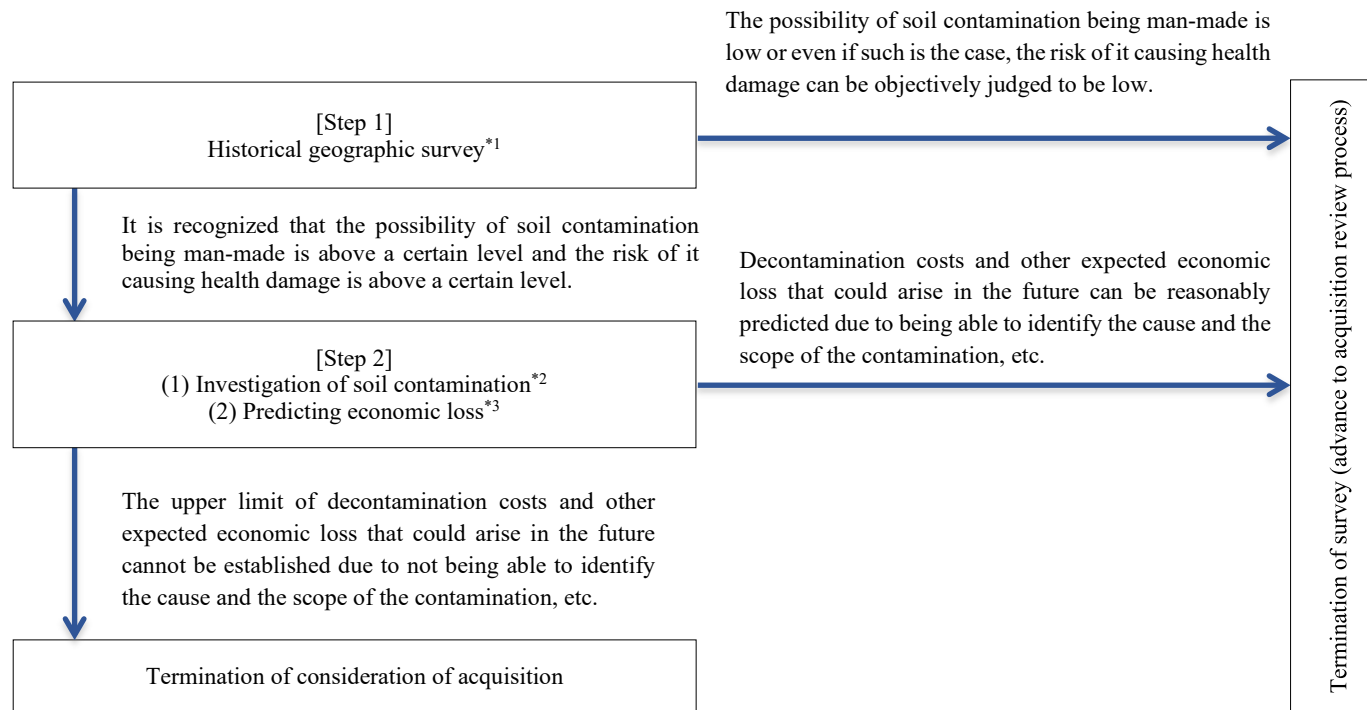 The possibility of soil contamination being man-made is
low or even if such is the case, the risk of it causing health
damage can be objectively judged to be low.
[Step 1]
Historical geographic survey*1
It is recognized that the possibility of soil contamination
being man-made is above a certain level and the risk of it
causing health damage is above a certain level.
Decontamination costs and other expected economic
loss that could arise in the future can be reasonably
predicted due to being able to identify the cause and the
scope of the contamination, etc.
[Step 2]
(1) Investigation of soil contamination*2
(2) Predicting economic loss*3
The upper limit of decontamination costs and other
expected economic loss that could arise in the future
cannot be established due to not being able to identify
the cause and the scope of the contamination, etc.
Termination of consideration of acquisition
Termination of survey (advance to acquisition review process)